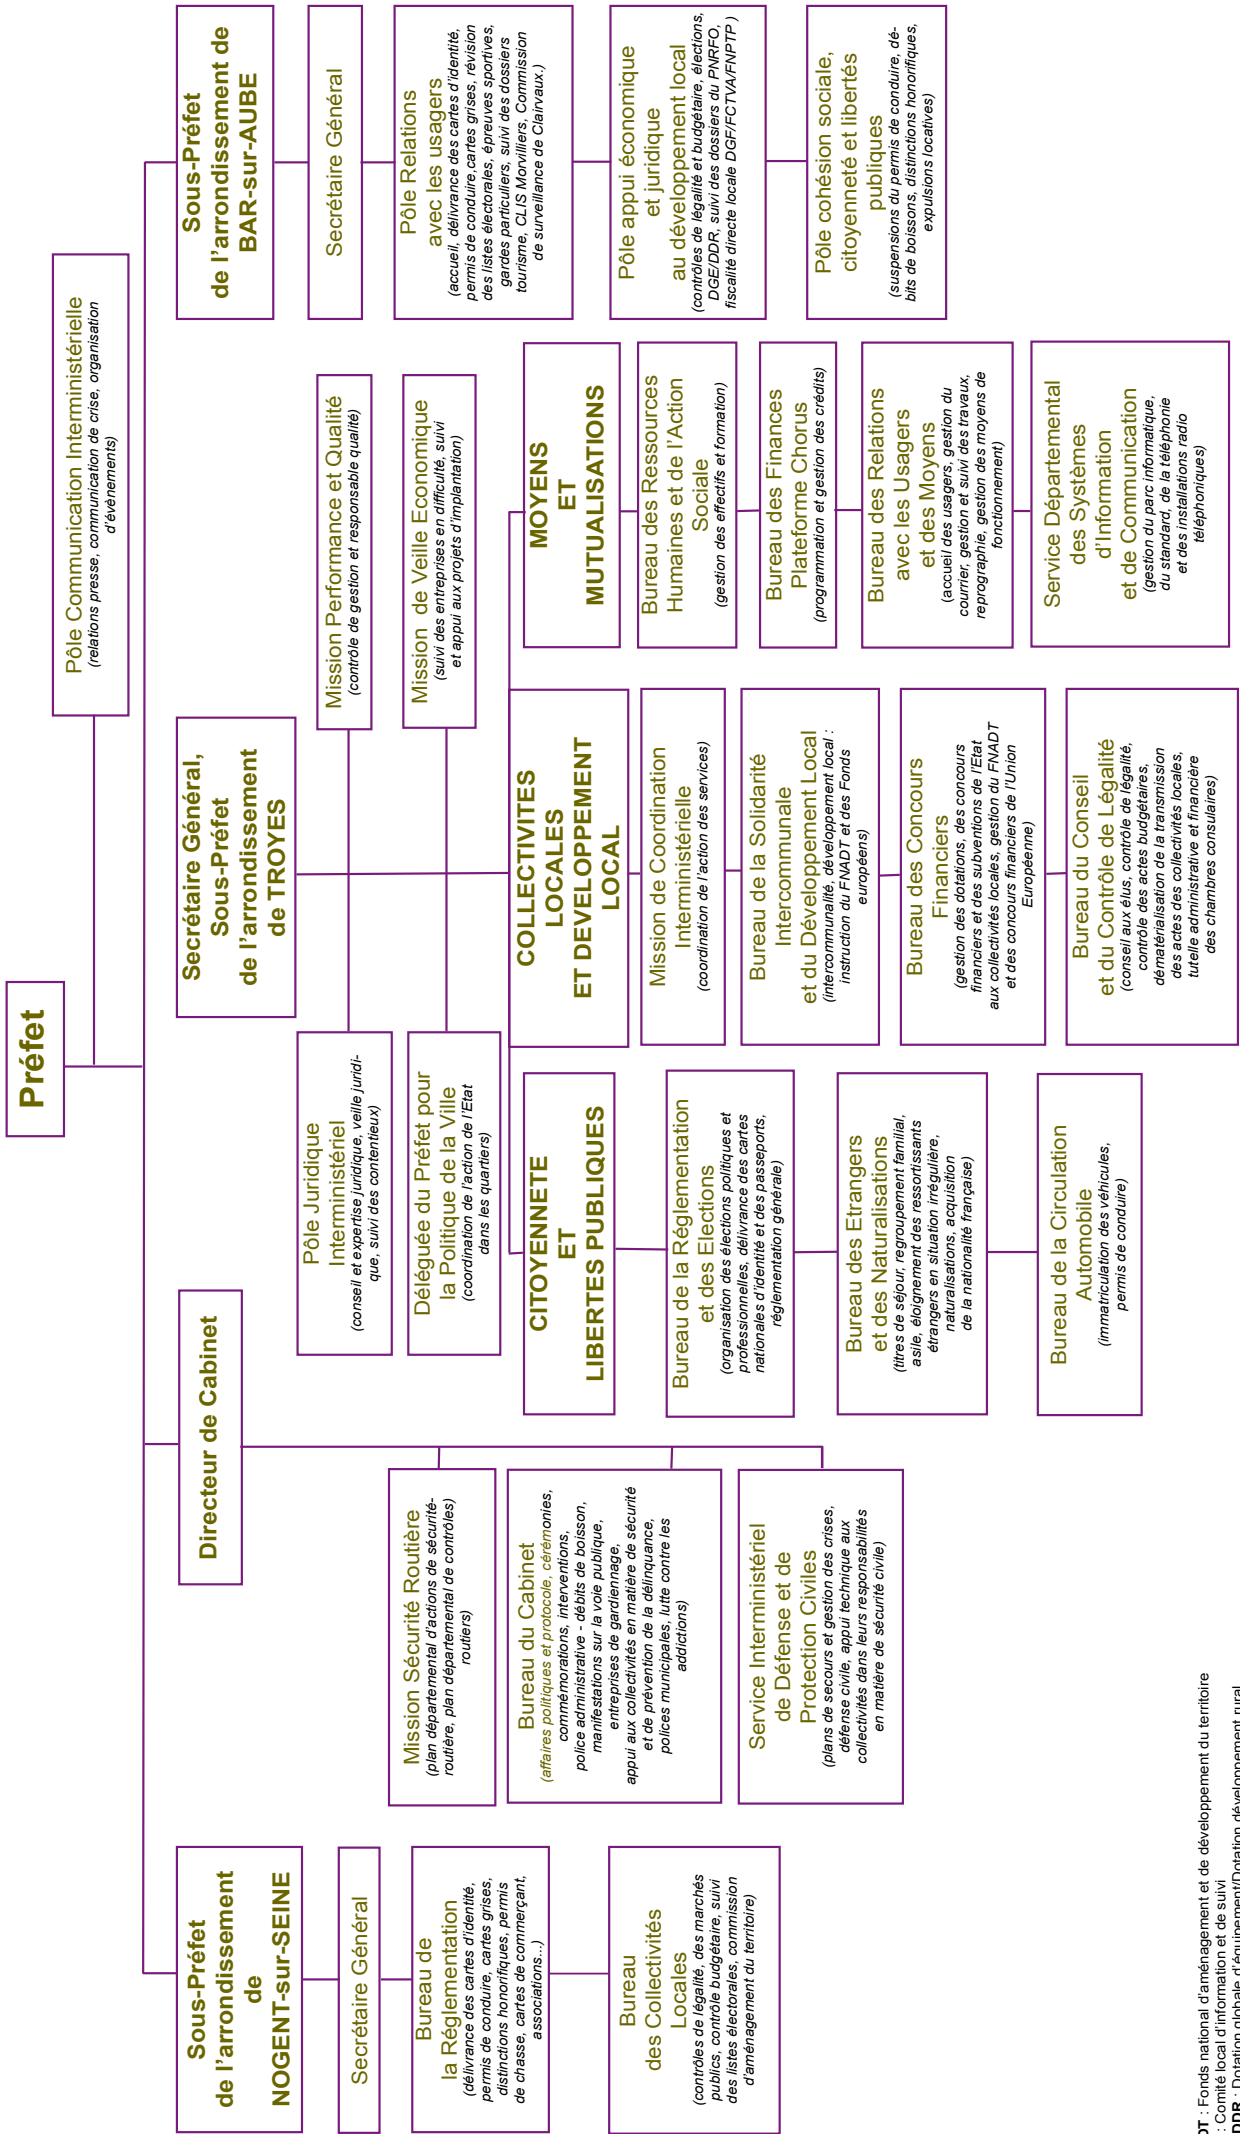 Préfet
Pôle Communication Interministérielle
(relations presse, communication de crise, organisation
d'évènements)
Sous-Préfet
de l'arrondissement
de
NOGENT-sur-SEINE
Secrétaire Général
Bureau de
la Réglementation
(délivrance des cartes d'identité,
permis de conduire, cartes grises,
distinctions honorifiques, permis
de chasse, cartes de commerçant,
associations...)
Bureau
des Collectivités
Locales
(contrôles de légalité, des marchés
publics, contrôle budgétaire, suivi
des listes électorales, commission
d'aménagement du territoire)
Directeur de Cabinet
Mission Sécurité Routière
(plan départemental d'actions de sécurité-
routière, plan départemental de contrôles)
routiers)
Bureau du Cabinet
(affaires politiques et protocole, cérémonies,
commémorations, interventions,
police administrative - débits de boisson,
manifestations sur la voie publique,
entreprises de gardiennage,
appui aux collectivités en matière de sécurité
et de prévention de la délinquance,
polices municipales, lutte contre les
addictions)
Service Interministériel
de Défense et de
Protection Civiles
(plans de secours et gestion des crises,
défense civile, appui technique aux
collectivités dans leurs responsabilités
en matière de sécurité civile)
Secrétaire Général,
Sous-Préfet
de l'arrondissement
de TROYES
Pôle Juridique
Interministériel
(conseil et expertise juridique, veille juridi-
que, suivi des contentieux)
Mission Performance et Qualité
(contrôle de gestion et responsable qualité)
Déléguée du Préfet pour
la Politique de la Ville
(coordination de l'action de l'Etat
dans les quartiers)
Mission de Veille Economique
(suivi des entreprises en difficulté, suivi
et appui aux projets d'implantation)
CITOYENNETE
ET
LIBERTES PUBLIQUES
Bureau de la Réglementation
et des Elections
(organisation des élections politiques et
professionnelles, délivrance des cartes
nationales d'identité et des passeports,
réglementation générale)
Bureau des Etrangers
et des Naturalisations
(titres de séjour, regroupement familial,
asile, éloignement des ressortissants
étrangers en situation irrégulière,
naturalisations, acquisition
de la nationalité française)
Bureau de la Circulation
Automobile
(immatriculation des véhicules,
permis de conduire)
COLLECTIVITES
LOCALES
ET DEVELOPPEMENT
LOCAL
Mission de Coordination
Interministérielle
(coordination de l'action des services)
Bureau de la Solidarité
Intercommunale
et du Développement Local
(intercommunalité, développement local :
instruction du FNADT et des Fonds
européens)
Bureau des Concours
Financiers
(gestion des dotations, des concours
financiers et des subventions de l'Etat
aux collectivités locales, gestion du FNADT
et des concours financiers de l'Union
Européenne)
Bureau du Conseil
et du Contrôle de Légalité
(conseil aux élus, contrôle de légalité,
contrôle des actes budgétaires,
dématérialisation de la transmission
des actes des collectivités locales,
tutelle administrative et financière
des chambres consulaires)
MOYENS
ET
MUTUALISATIONS
Bureau des Ressources
Humaines et de l'Action
Sociale
(gestion des effectifs et formation)
Bureau des Finances
Plateforme Chorus
(programmation et gestion des crédits)
Bureau des Relations
avec les Usagers
et des Moyens
(accueil des usagers, gestion du
courrier, gestion et suivi des travaux,
reprographie, gestion des moyens de
fonctionnement)
Service Départemental
des Systèmes
d'Information
et de Communication
(gestion du parc informatique,
du standard, de la téléphonie
et des installations radio
téléphoniques)
Sous-Préfet
de l'arrondissement de
BAR-sur-AUBE
Secrétaire Général
Pôle Relations
avec les usagers
(accueil, délivrance des cartes d'identité,
permis de conduire,cartes grises, révision
des listes électorales, épreuves sportives,
gardes particuliers, suivi des dossiers
tourisme, CLIS Morvilliers, Commission
de surveillance de Clairvaux.)
Pôle appui économique
et juridique
au développement local
(contrôles de légalité et budgétaire, élections,
DGE/DDR, suivi des dossiers du PNRFO,
fiscalité directe locale DGF/FCTVA/FNPTP )
Pôle cohésion sociale,
citoyenneté et libertés
publiques
(suspensions du permis de conduire, dé-
bits de boissons, distinctions honorifiques,
expulsions locatives)
DT : Fonds national d'aménagement et de développement du territoire
: Comité local d'information et de suivi
DDR : Dotation globale d'équipement/Dotation développement rural